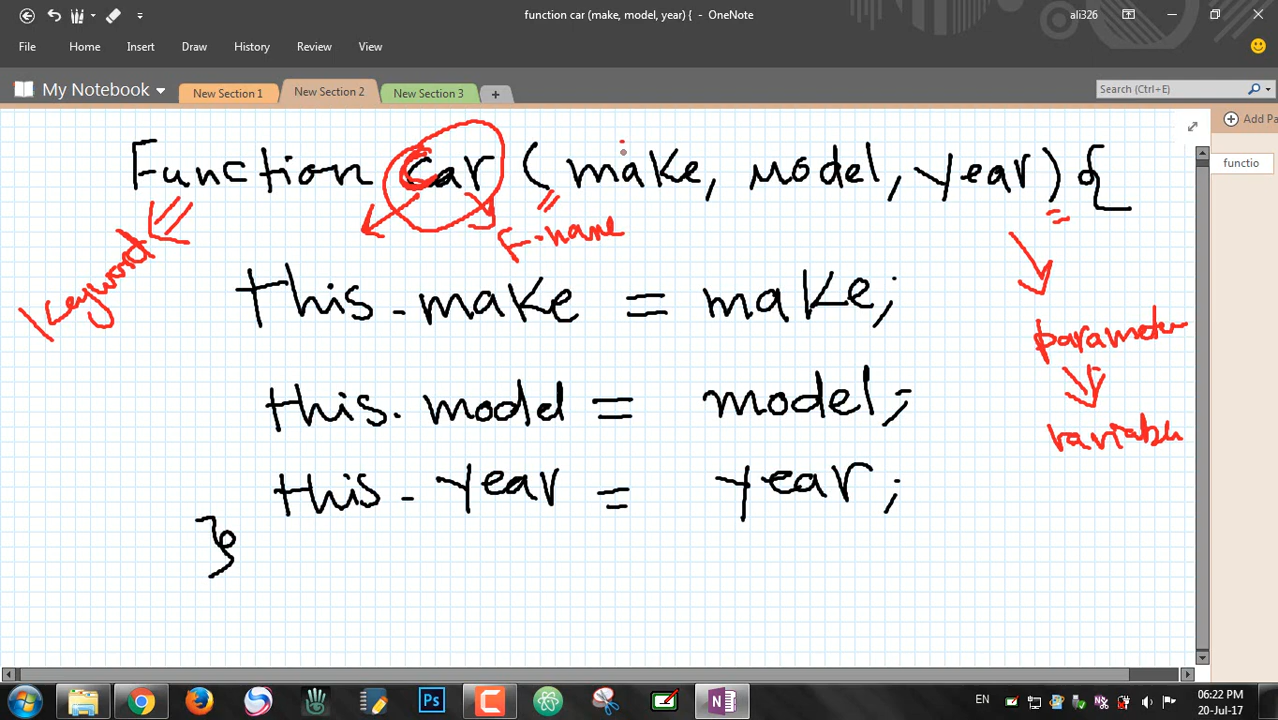 function car (make, model, year) { - OneNote
ali326
File Home Insert Draw History Review View
My Notebook New Section 1 New Section 2 New Section 3 +
Search (Ctrl+E)
Function Car (make, model, year) {
F-name
Keyword
this.make = make;
parameter
this.model = model;
variable
this.year = year;
}
Add Pa
functio
Ps
N
EN
06:22 PM
20-Jul-17